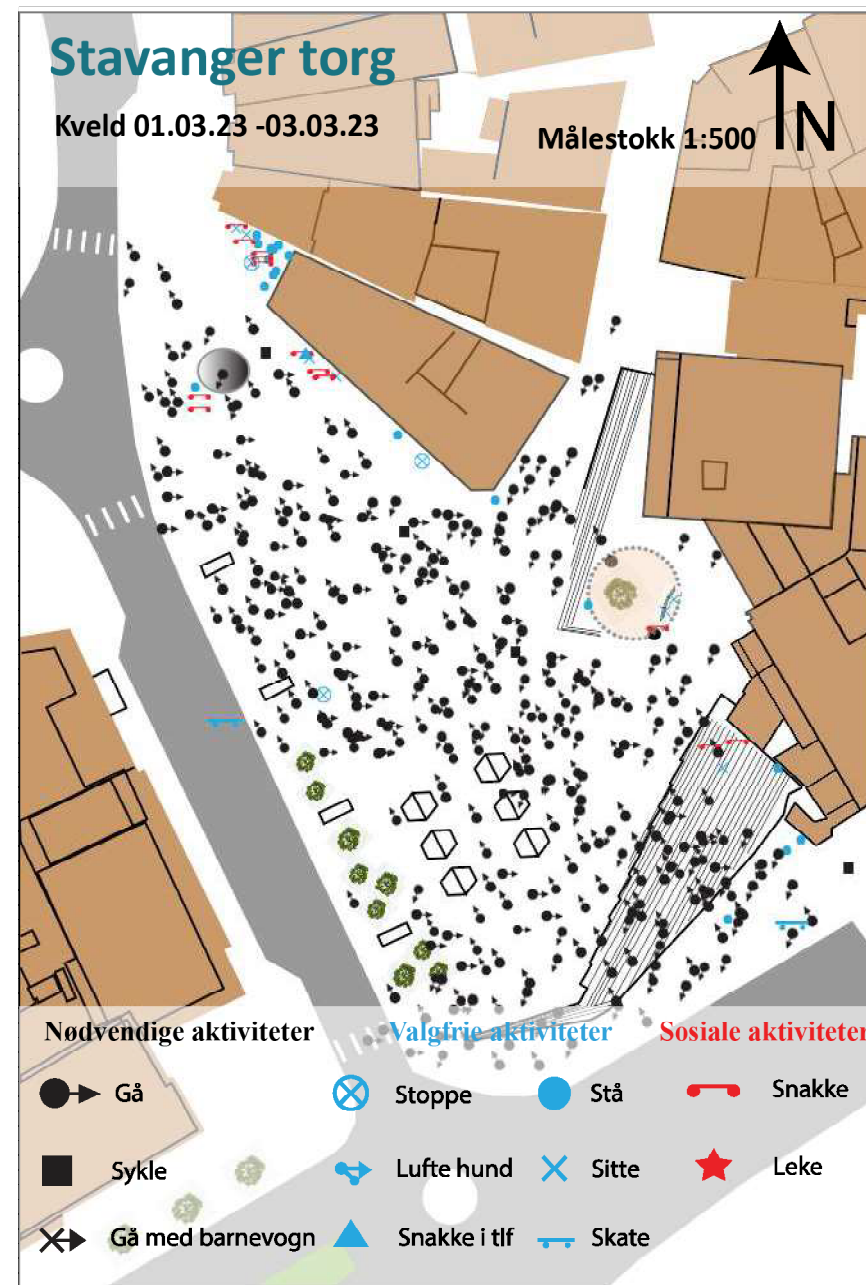 Stavanger torg
Kveld 01.03.23 -03.03.23
Målestokk 1:500
N
Nødvendige aktiviteter Valgfrie aktiviteter Sosiale aktiviteter
Gå Stoppe Stå Snakke
Sykle Lufte hund Sitte Leke
Gå med barnevogn Snakke i tlf Skate